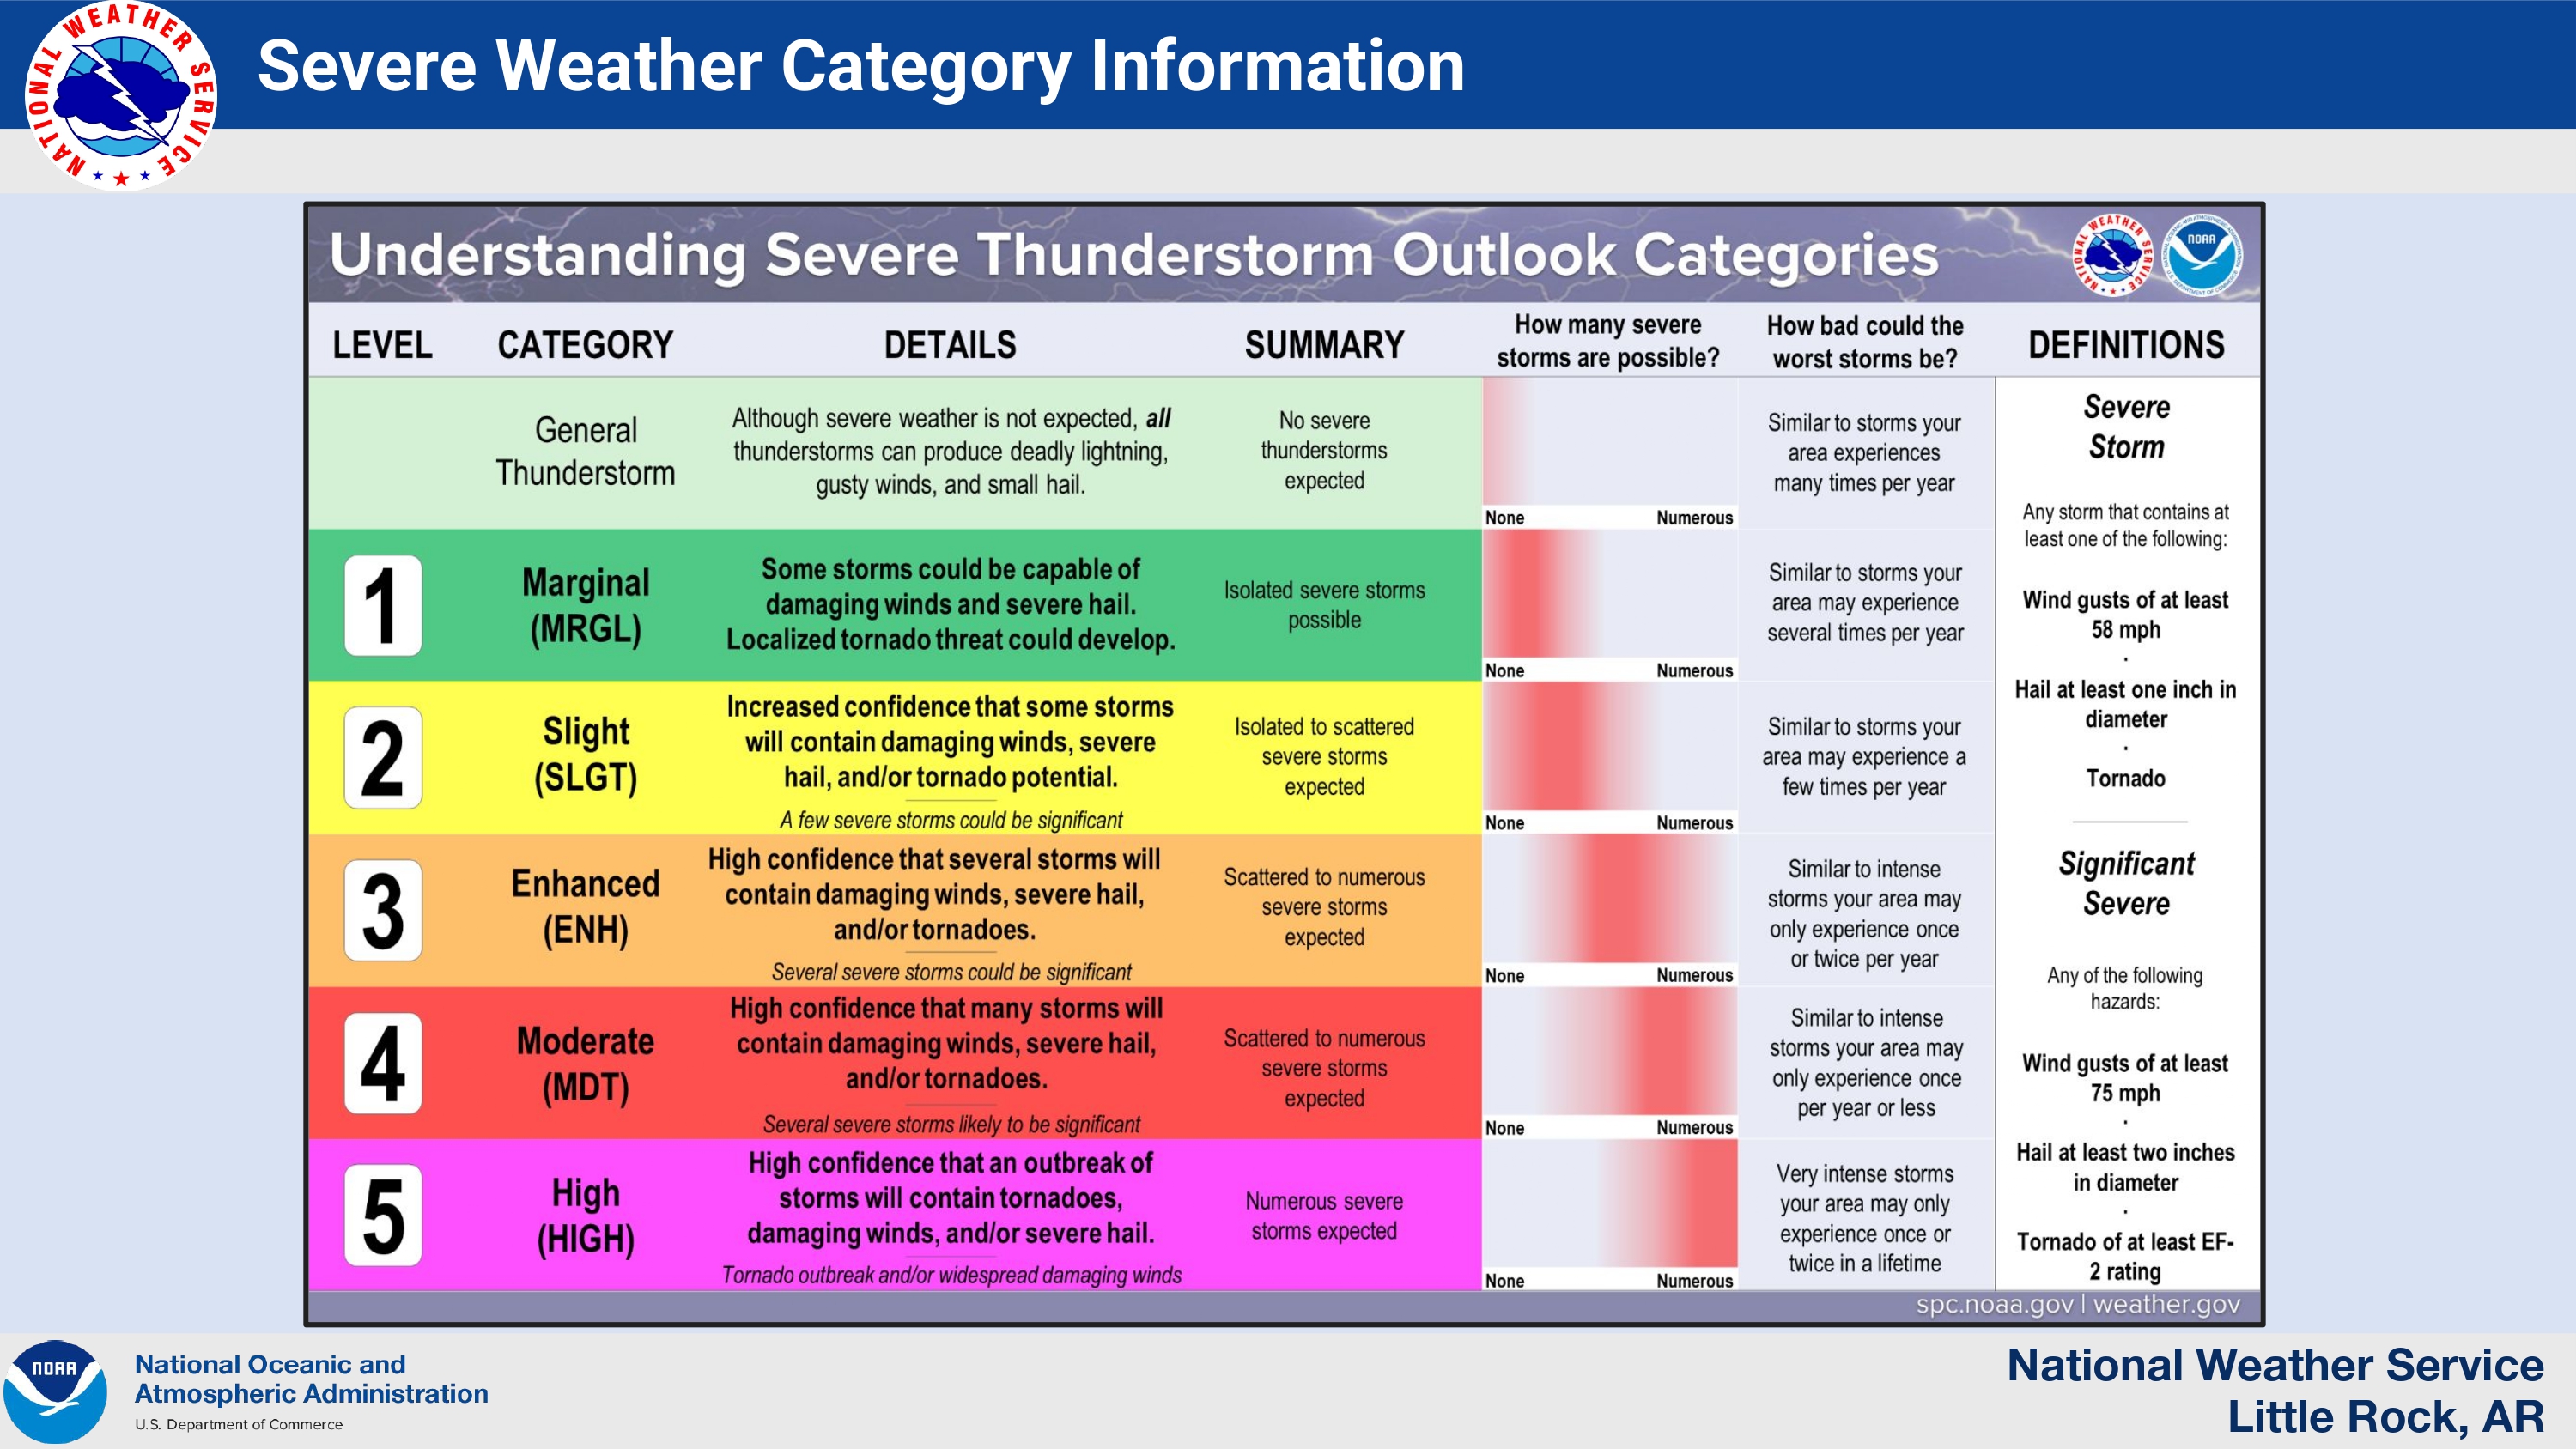 NATIONAL WEATHER SERVICE
Severe Weather Category Information
Understanding Severe Thunderstorm Outlook Categories
NATIONAL WEATHER SERVICE
NOAA
LEVEL
CATEGORY
DETAILS
SUMMARY
How many severe
storms are possible?
How bad could the
worst storms be?
DEFINITIONS
General
Thunderstorm
Although severe weather is not expected, all
thunderstorms can produce deadly lightning,
gusty winds, and small hail.
No severe
thunderstorms
expected
None Numerous
Similar to storms your
area experiences
many times per year
1
Marginal
(MRGL)
Some storms could be capable of
damaging winds and severe hail.
Localized tornado threat could develop.
Isolated severe storms
possible
None Numerous
Similar to storms your
area may experience
several times per year
2
Slight
(SLGT)
Increased confidence that some storms
will contain damaging winds, severe
hail, and/or tornado potential.
A few severe storms could be significant
Isolated to scattered
severe storms
expected
None Numerous
Similar to storms your
area may experience a
few times per year
3
Enhanced
(ENH)
High confidence that several storms will
contain damaging winds, severe hail,
and/or tornadoes.
Several severe storms could be significant
Scattered to numerous
severe storms
expected
None Numerous
Similar to intense
storms your area may
only experience once
or twice per year
4
Moderate
(MDT)
High confidence that many storms will
contain damaging winds, severe hail,
and/or tornadoes.
Several severe storms likely to be significant
Scattered to numerous
severe storms
expected
None Numerous
Similar to intense
storms your area may
only experience once
per year or less
5
High
(HIGH)
High confidence that an outbreak of
storms will contain tornadoes,
damaging winds, and/or severe hail.
Tornado outbreak and/or widespread damaging winds
Numerous severe
storms expected
None Numerous
Very intense storms
your area may only
experience once or
twice in a lifetime
Severe
Storm
Any storm that contains at
least one of the following:
Wind gusts of at least
58 mph
.
Hail at least one inch in
diameter
.
Tornado
Significant
Severe
Any of the following
hazards:
Wind gusts of at least
75 mph
.
Hail at least two inches
in diameter
.
Tornado of at least EF-
2 rating
spc.noaa.gov | weather.gov
NOAA
National Oceanic and
Atmospheric Administration
U.S. Department of Commerce
National Weather Service
Little Rock, AR